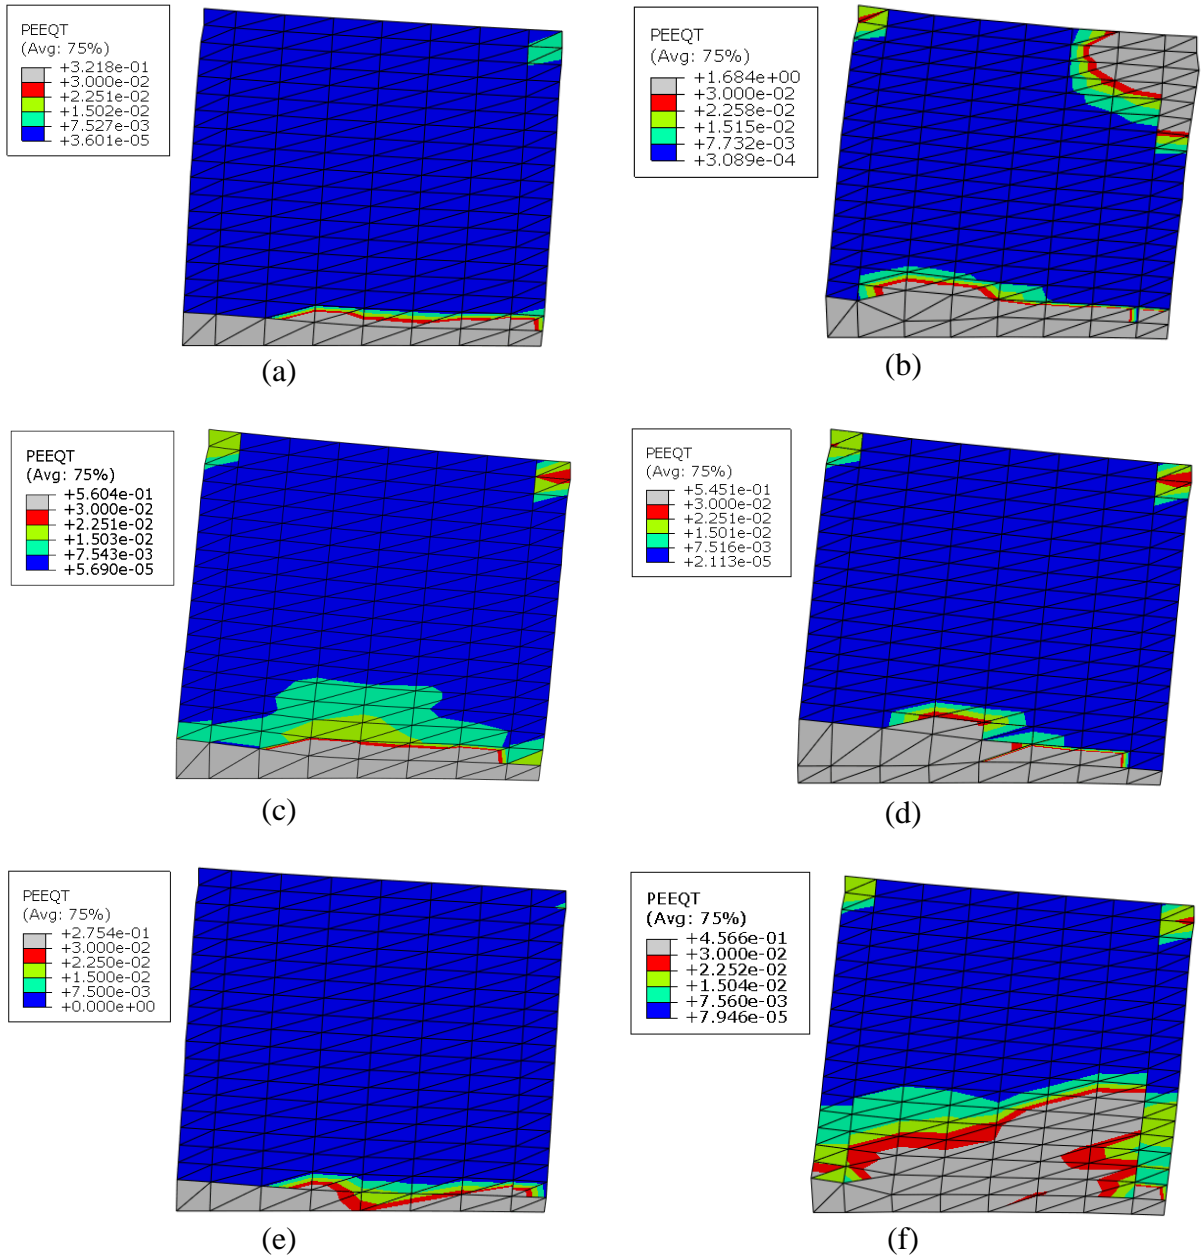 PEEQT
(Avg: 75%)
+3.218e-01
+3.000e-02
+2.251e-02
+1.502e-02
+7.527e-03
+3.601e-05
(a)
PEEQT
(Avg: 75%)
+1.684e+00
+3.000e-02
+2.258e-02
+1.515e-02
+7.732e-03
+3.089e-04
(b)
PEEQT
(Avg: 75%)
+5.604e-01
+3.000e-02
+2.251e-02
+1.503e-02
+7.543e-03
+5.690e-05
(c)
PEEQT
(Avg: 75%)
+5.451e-01
+3.000e-02
+2.251e-02
+1.501e-02
+7.516e-03
+2.113e-05
(d)
PEEQT
(Avg: 75%)
+2.754e-01
+3.000e-02
+2.250e-02
+1.500e-02
+7.500e-03
+0.000e+00
(e)
PEEQT
(Avg: 75%)
+4.566e-01
+3.000e-02
+2.252e-02
+1.504e-02
+7.560e-03
+7.946e-05
(f)